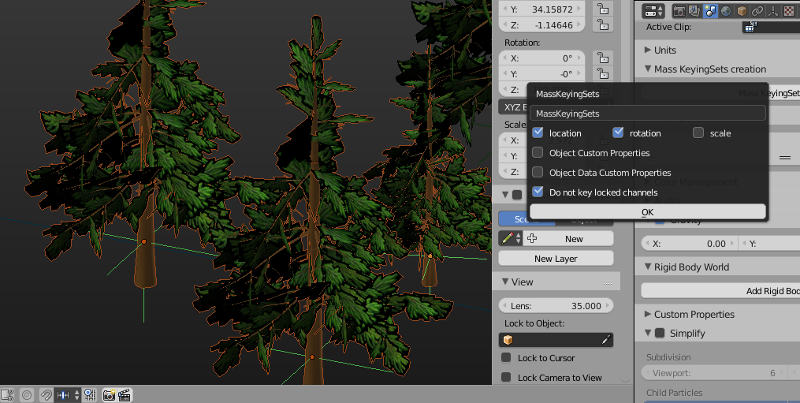 Y: 34.15872
Z: -1.14646
Rotation:
X: 0°
Y: -0°
XYZ E
Scale
X:
Y:
Z:
New
New Layer
View
Lens: 35.000
Lock to Object:
Lock to Cursor
Lock Camera to View
MassKeyingSets
MassKeyingSets
location rotation scale
Object Custom Properties
Object Data Custom Properties
Do not key locked channels
OK
Active Clip:
Units
Mass KeyingSets creation
Mass KeyingSet
X: 0.00 Y:
Rigid Body World
Add Rigid Bod
Custom Properties
Simplify
Subdivision
Viewport: 6
Child Particles